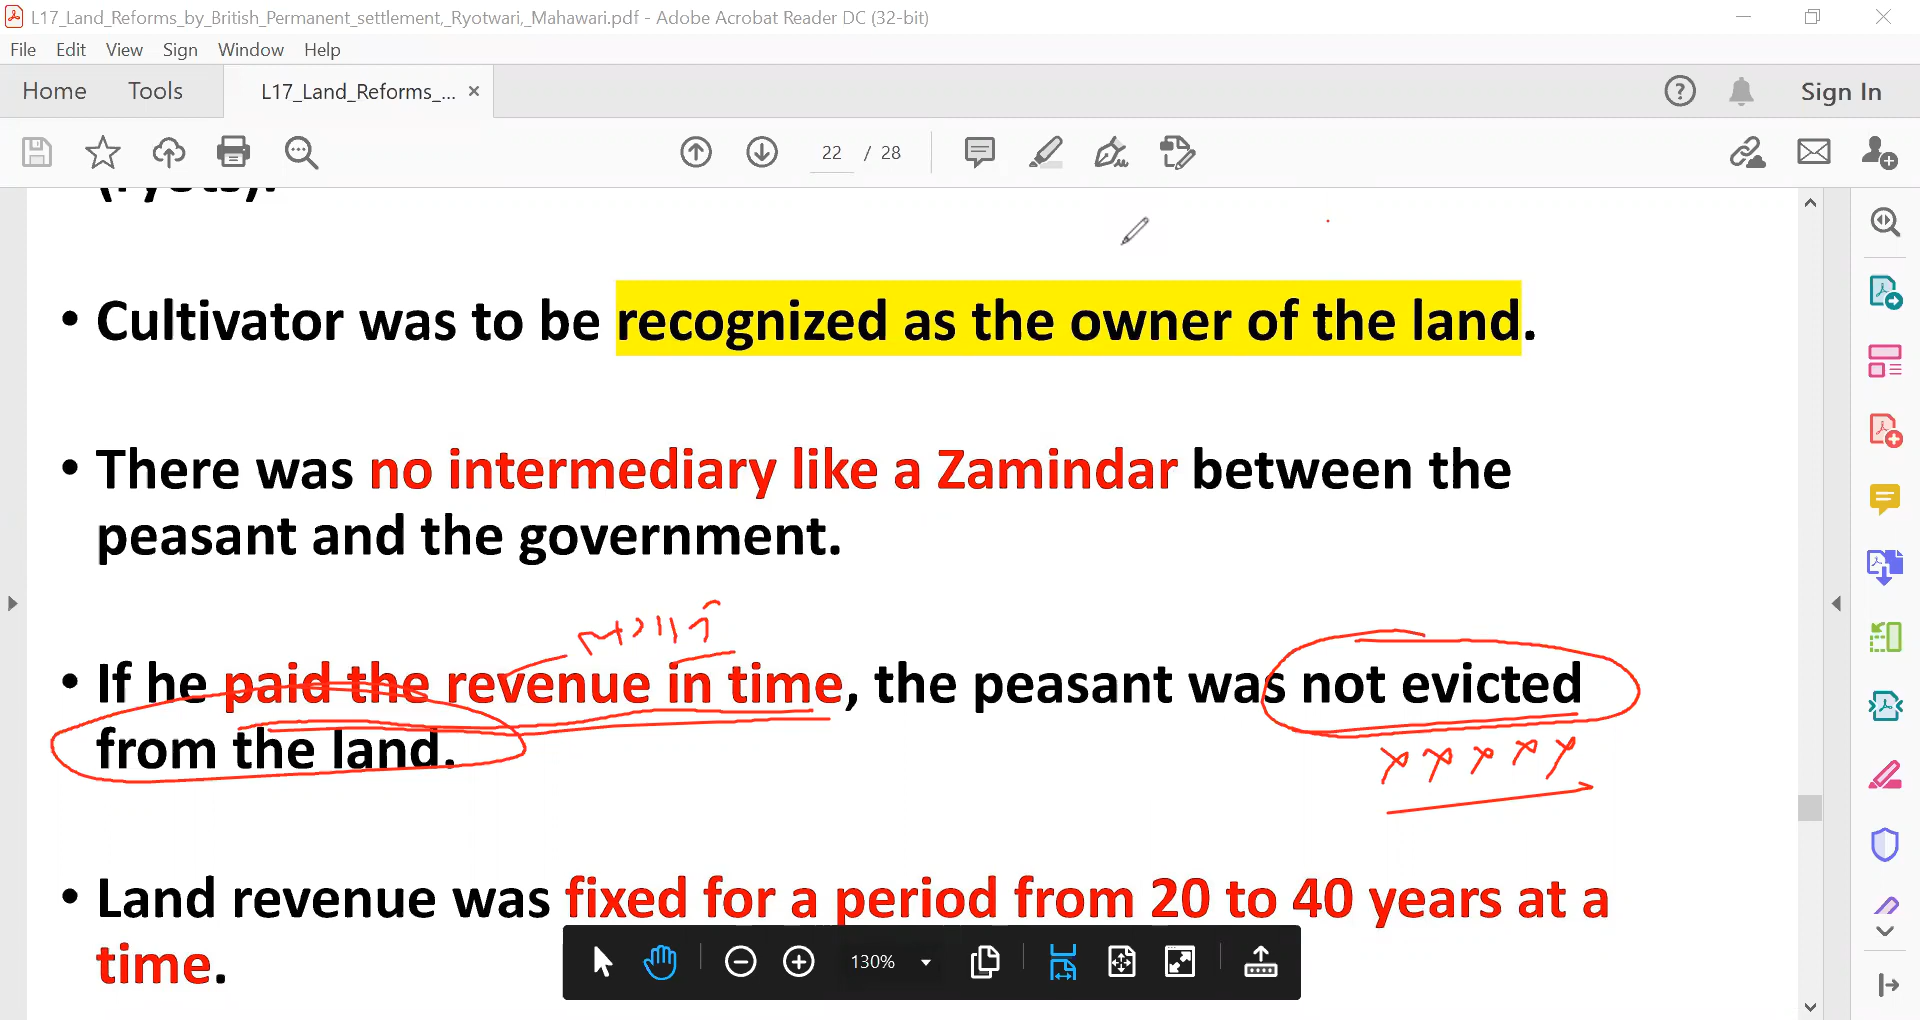 L17_Land_Reforms_by_British_Permanent_settlement,_Ryotwari,_Mahawari.pdf - Adobe Acrobat Reader DC (32-bit)
File Edit View Sign Window Help
Home Tools L17_Land_Reforms_... × Sign In
22 / 28
(ryots).
• Cultivator was to be recognized as the owner of the land.
• There was no intermediary like a Zamindar between the
peasant and the government.
• If he paid the revenue in time, the peasant was not evicted
from the land.
• Land revenue was fixed for a period from 20 to 40 years at a
time.
130%